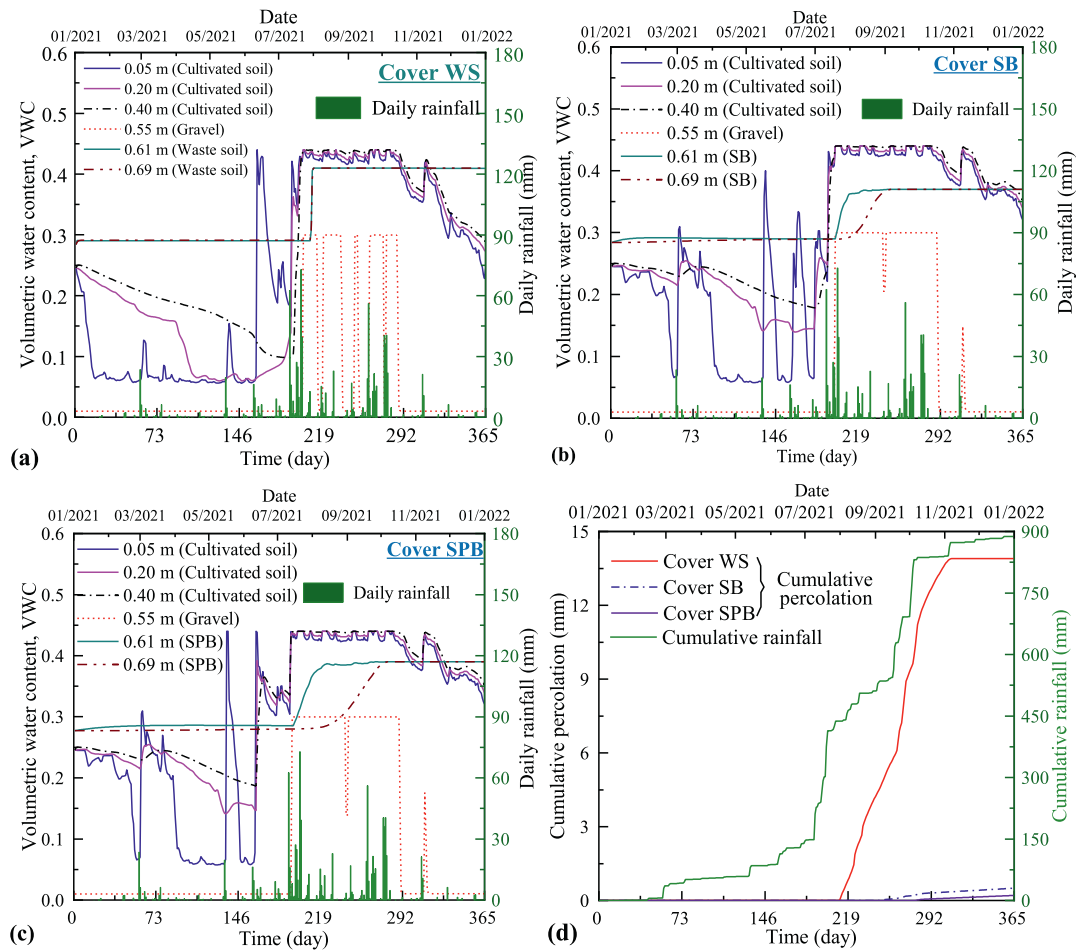 Date
01/2021 03/2021 05/2021 07/2021 09/2021 11/2021 01/2022
0.6 180
0.05 m (Cultivated soil) Cover WS
0.20 m (Cultivated soil)
0.5 150
0.40 m (Cultivated soil) Daily rainfall
0.55 m (Gravel)
0.61 m (Waste soil)
0.4 120
0.69 m (Waste soil)
0.3 90
0.2 60
0.1 30
0.0 0
Volumetric water content, VWC
Daily rainfall (mm)
0 73 146 219 292 365
Time (day)
(a)
Date
01/2021 03/2021 05/2021 07/2021 09/2021 11/2021 01/2022
0.6 180
0.05 m (Cultivated soil) Cover SB
0.20 m (Cultivated soil)
0.5 150
0.40 m (Cultivated soil) Daily rainfall
0.55 m (Gravel)
0.61 m (SB)
0.4 120
0.69 m (SB)
0.3 90
0.2 60
0.1 30
0.0 0
Volumetric water content, VWC
Daily rainfall (mm)
0 73 146 219 292 365
Time (day)
(b)
Date
01/2021 03/2021 05/2021 07/2021 09/2021 11/2021 01/2022
0.6 180
0.05 m (Cultivated soil) Cover SPB
0.20 m (Cultivated soil)
0.5 150
0.40 m (Cultivated soil) Daily rainfall
0.55 m (Gravel)
0.61 m (SPB)
0.4 120
0.69 m (SPB)
0.3 90
0.2 60
0.1 30
0.0 0
Volumetric water content, VWC
Daily rainfall (mm)
0 73 146 219 292 365
Time (day)
(c)
Date
01/2021 03/2021 05/2021 07/2021 09/2021 11/2021 01/2022
15 900
Cover WS
Cover SB Cumulative
Cover SPB percolation
Cumulative rainfall
12 750
9 600
6 450
3 300
150
0 0
Cumulative percolation (mm)
Cumulative rainfall (mm)
0 73 146 219 292 365
Time (day)
(d)